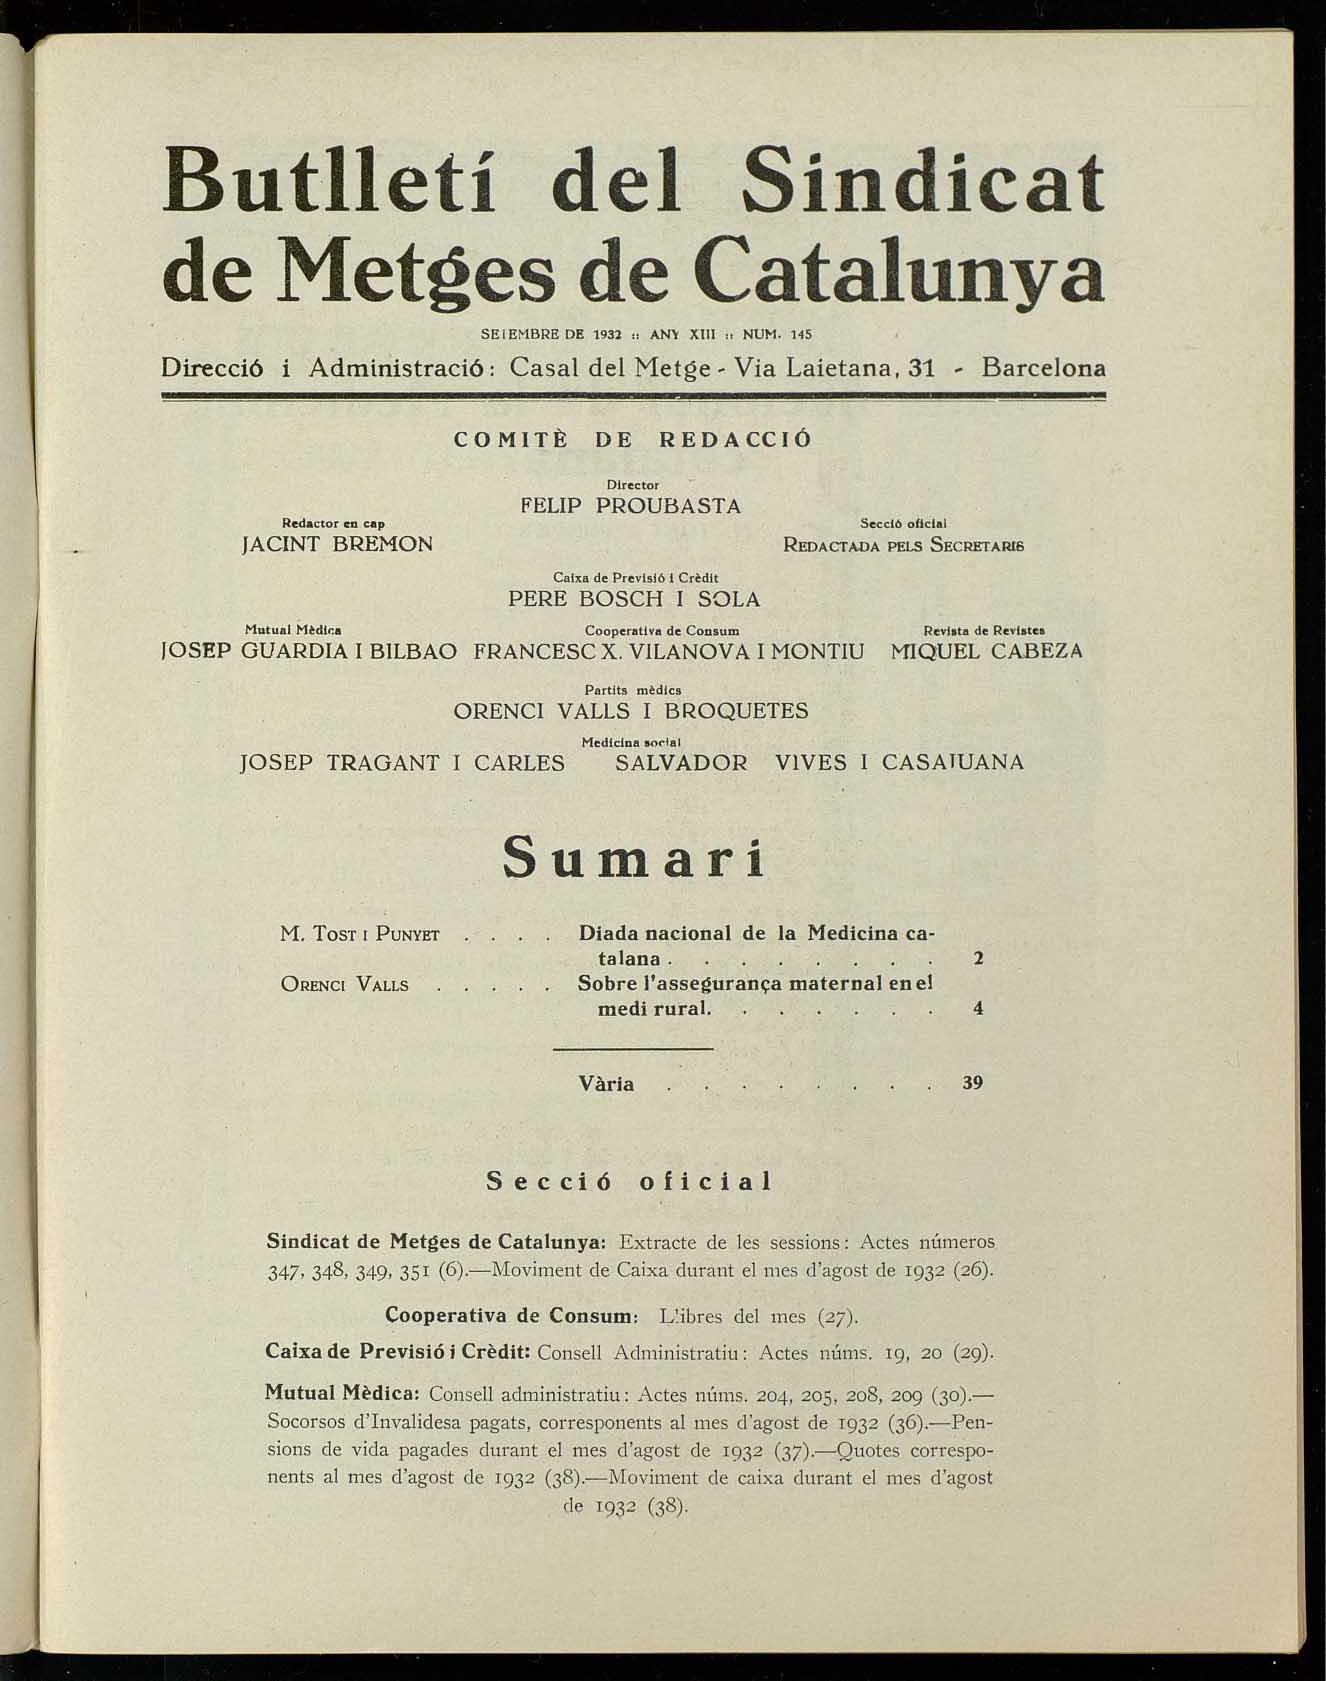 Butlletí del Sindicat
de Metges de Catalunya
SETEMBRE DE 1932 :: ANY XIII :: NUM. 145
Direcció i Administració: Casal del Metge - Via Laietana, 31 - Barcelona
COMITÈ DE REDACCIÓ
Director
FELIP PROUBASTA
Redactor en cap
JACINT BREMON
Secció oficial
REDACTADA PELS SECRETARIS
Caixa de Previsió i Crèdit
PERE BOSCH I SOLA
Mutual Mèdica
JOSEP GUARDIA I BILBAO
Cooperativa de Consum
FRANCESC X. VILANOVA I MONTIU
Revista de Revistes
MIQUEL CABEZA
Partits mèdics
ORENCI VALLS I BROQUETES
Medicina social
JOSEP TRAGANT I CARLES SALVADOR VIVES I CASAJUANA
Sumari
M. TOST I PUNYET . . . . Diada nacional de la Medicina ca-
talana . . . . . . . . 2
ORENCI VALLS . . . . . Sobre l'assegurança maternal en el
medi rural. . . . . . . 4
Vària . . . . . . . . 39
Secció oficial
Sindicat de Metges de Catalunya: Extracte de les sessions: Actes números
347, 348, 349, 351 (6).—Moviment de Caixa durant el mes d'agost de 1932 (26).
Cooperativa de Consum: Llibres del mes (27).
Caixa de Previsió i Crèdit: Consell Administratiu: Actes núms. 19, 20 (29).
Mutual Mèdica: Consell administratiu: Actes núms. 204, 205, 208, 209 (30).—
Socorsos d'Invalidesa pagats, corresponents al mes d'agost de 1932 (36).—Pen-
sions de vida pagades durant el mes d'agost de 1932 (37).—Quotes correspo-
nents al mes d'agost de 1932 (38).—Moviment de caixa durant el mes d'agost
de 1932 (38).